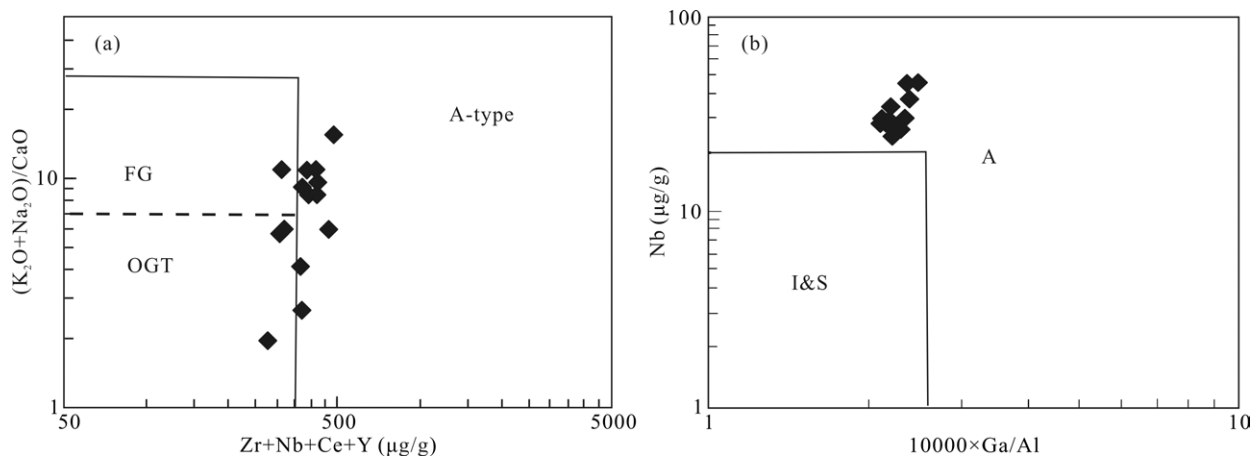 (a)
A-type
FG
OGT
10
1
50
500
5000
(K₂O+Na₂O)/CaO
Zr+Nb+Ce+Y (μg/g)
100
(b)
A
10
I&S
1
1
10
Nb (μg/g)
10000×Ga/Al